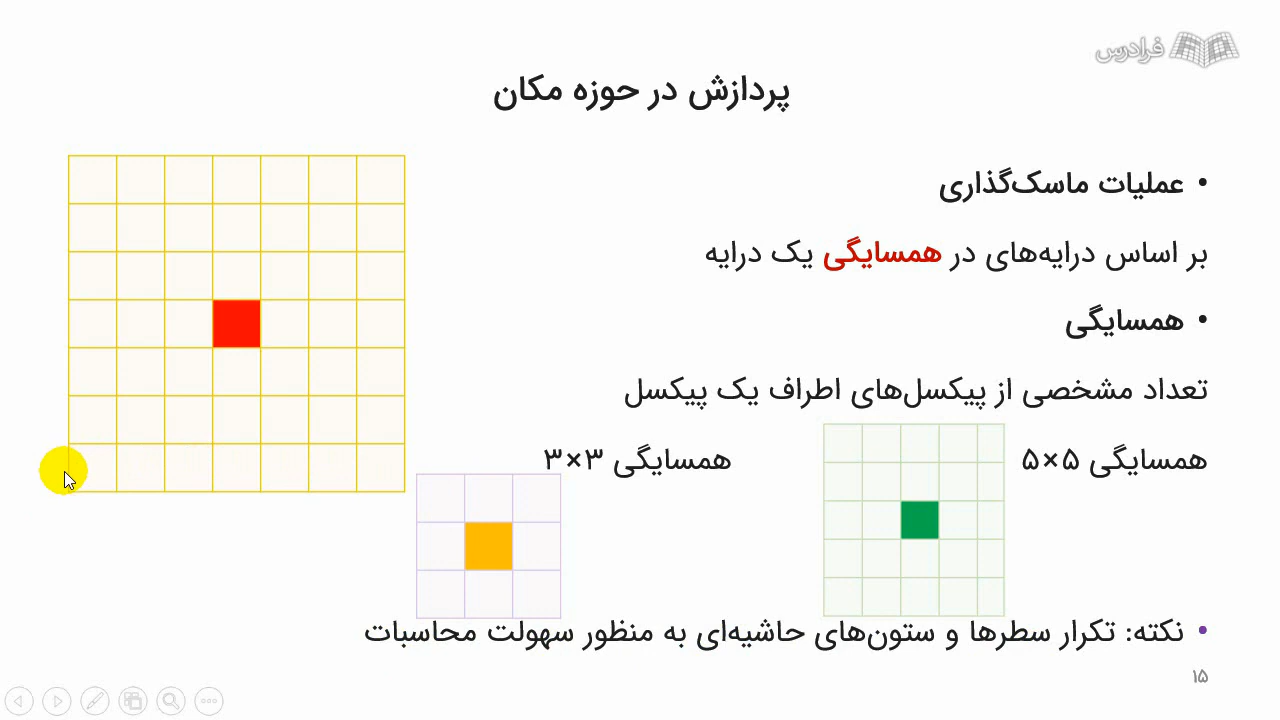 فرادرس
پردازش در حوزه مکان
• عملیات ماسک‌گذاری
بر اساس درایه‌های در همسایگی یک درایه
• همسایگی
تعداد مشخصی از پیکسل‌های اطراف یک پیکسل
همسایگی ۵×۵
همسایگی ۳×۳
• نکته: تکرار سطرها و ستون‌های حاشیه‌ای به منظور سهولت محاسبات
۱۵